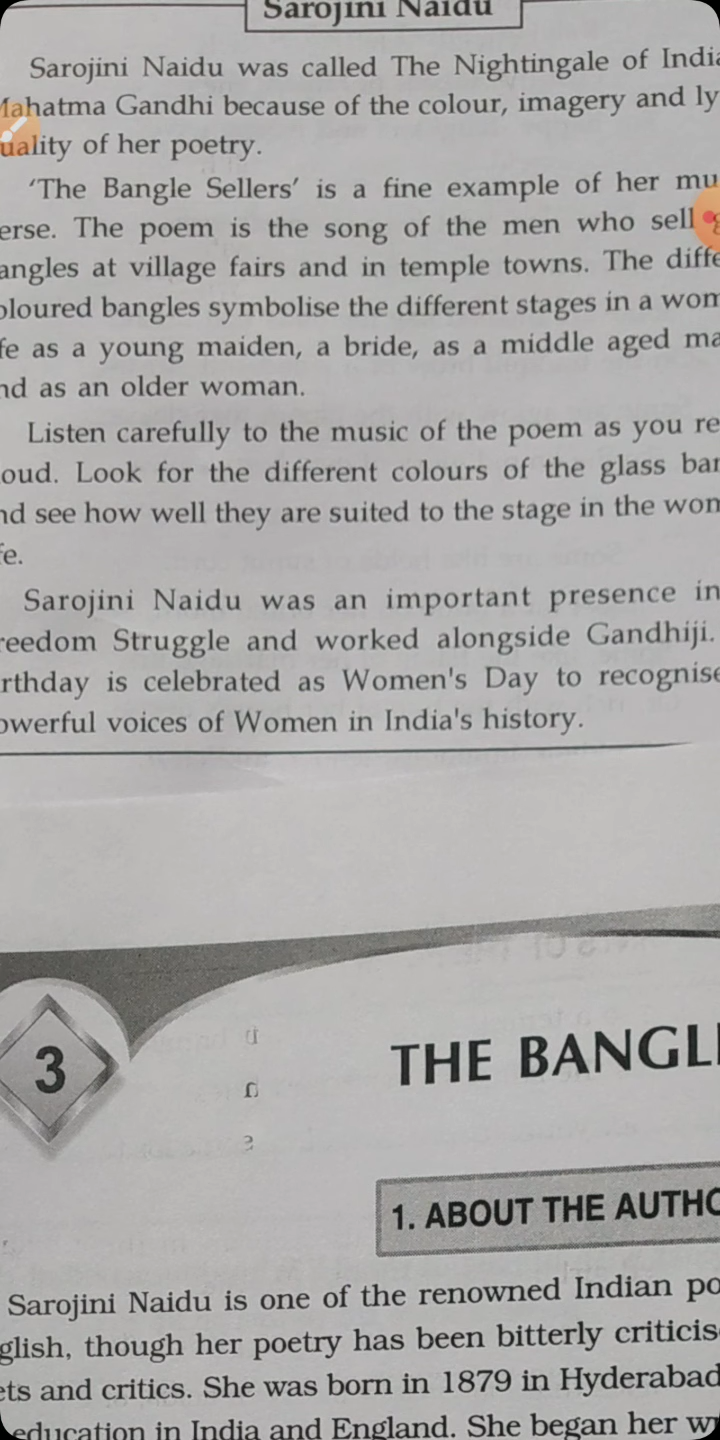 Sarojini Naidu
Sarojini Naidu was called The Nightingale of India
Mahatma Gandhi because of the colour, imagery and ly
uality of her poetry.
‘The Bangle Sellers’ is a fine example of her mu
erse. The poem is the song of the men who sell
angles at village fairs and in temple towns. The diffe
oloured bangles symbolise the different stages in a wom
fe as a young maiden, a bride, as a middle aged ma
nd as an older woman.
Listen carefully to the music of the poem as you re
oud. Look for the different colours of the glass ban
nd see how well they are suited to the stage in the wom
fe.
Sarojini Naidu was an important presence in
reedom Struggle and worked alongside Gandhiji.
rthday is celebrated as Women's Day to recognise
owerful voices of Women in India's history.
3
THE BANGLE
1. ABOUT THE AUTHO
Sarojini Naidu is one of the renowned Indian po
glish, though her poetry has been bitterly criticis
ets and critics. She was born in 1879 in Hyderabad
education in India and England. She began her wr